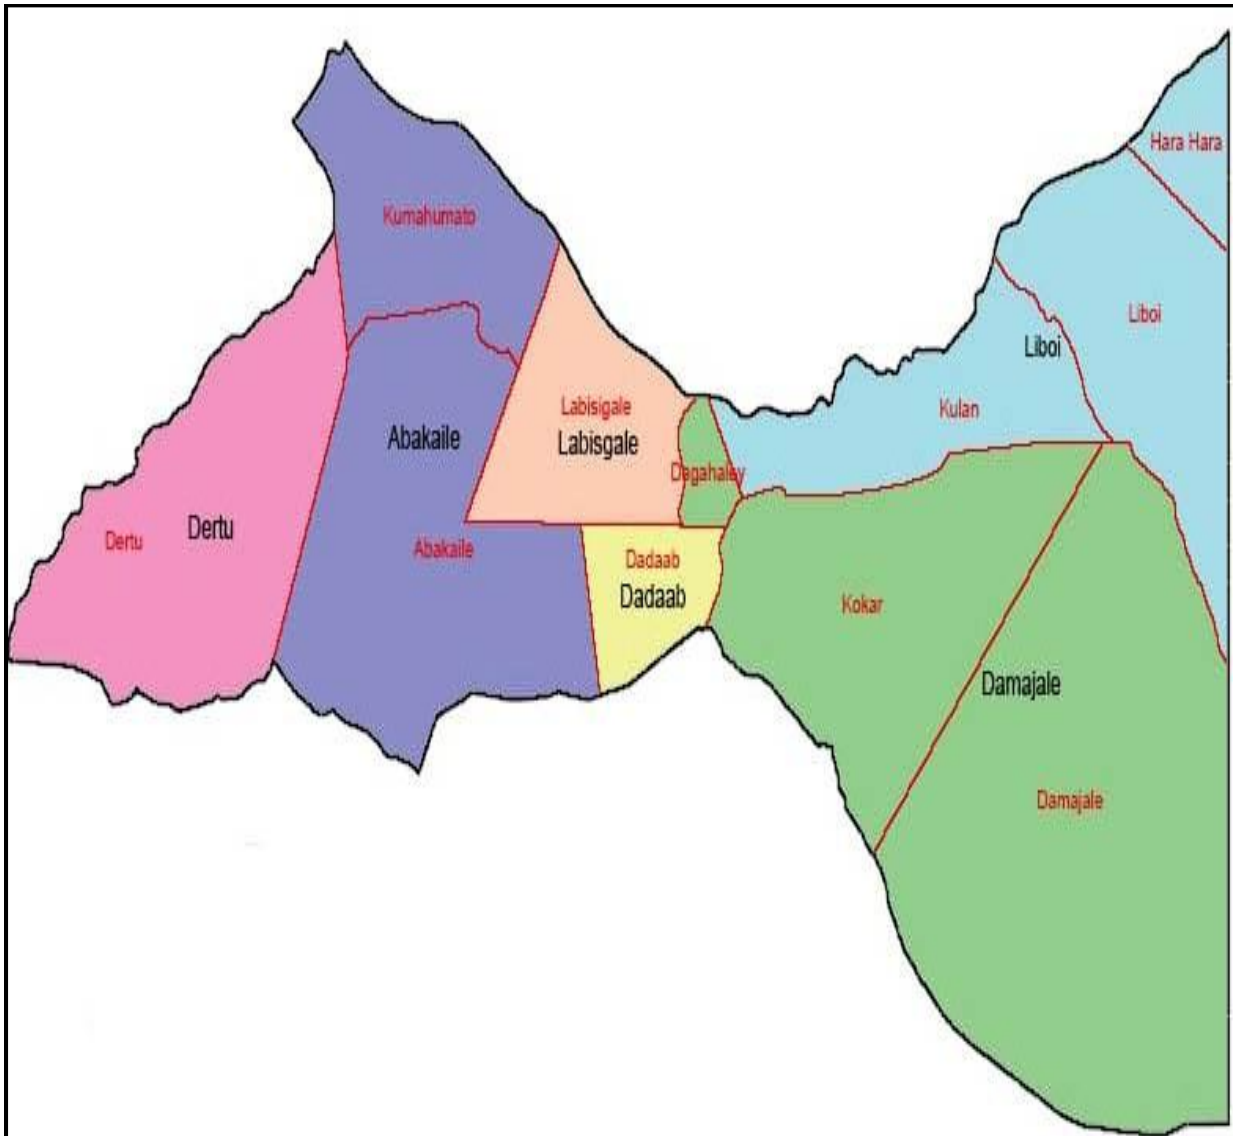 Hara Hara
Kumahumato
Liboi
Liboi
Labisigale
Kulan
Abakaile
Labisgale
Dagahaley
Dertu
Dertu
Abakaile
Dadaab
Dadaab
Kokar
Damajale
Damajale